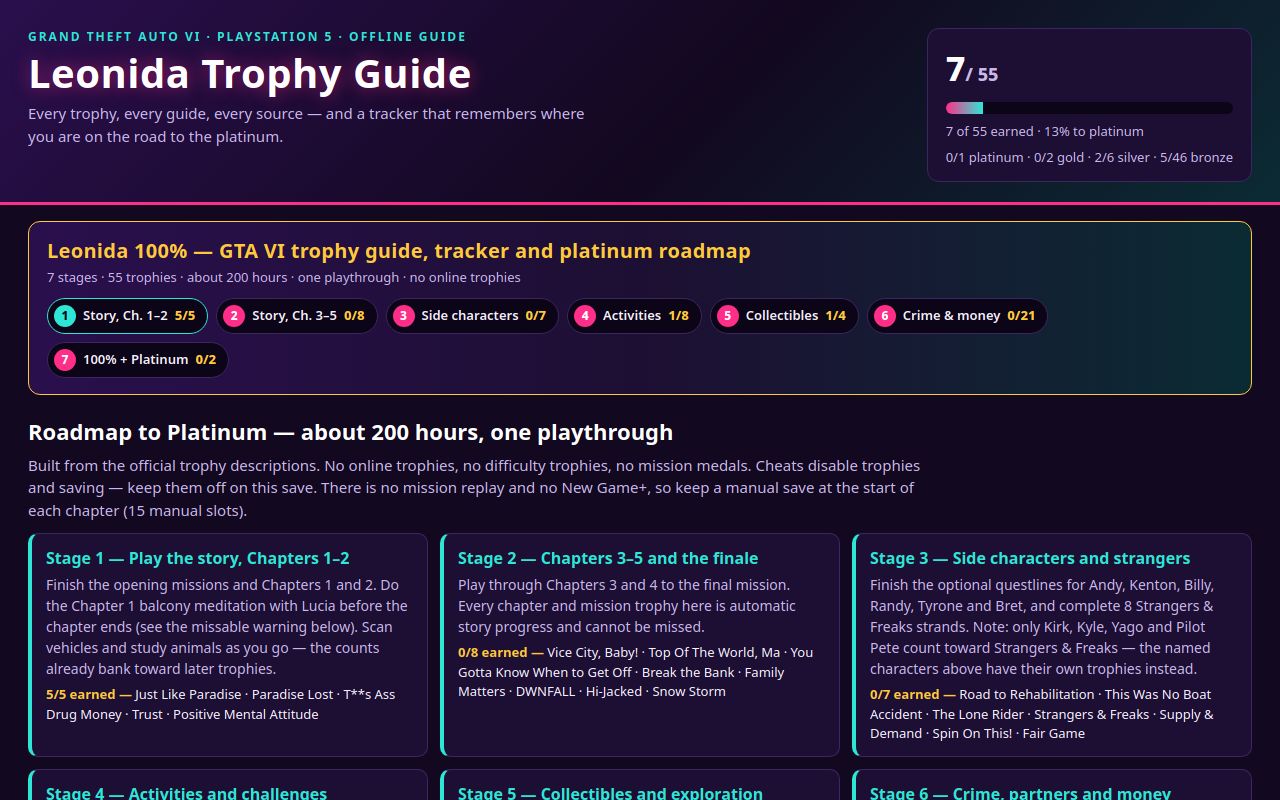 GRAND THEFT AUTO VI · PLAYSTATION 5 · OFFLINE GUIDE
Leonida Trophy Guide
Every trophy, every guide, every source — and a tracker that remembers where
you are on the road to the platinum.
7/ 55
7 of 55 earned · 13% to platinum
0/1 platinum · 0/2 gold · 2/6 silver · 5/46 bronze
Leonida 100% — GTA VI trophy guide, tracker and platinum roadmap
7 stages · 55 trophies · about 200 hours · one playthrough · no online trophies
1 Story, Ch. 1–2 5/5
2 Story, Ch. 3–5 0/8
3 Side characters 0/7
4 Activities 1/8
5 Collectibles 1/4
6 Crime & money 0/21
7 100% + Platinum 0/2
Roadmap to Platinum — about 200 hours, one playthrough
Built from the official trophy descriptions. No online trophies, no difficulty trophies, no mission medals. Cheats disable trophies
and saving — keep them off on this save. There is no mission replay and no New Game+, so keep a manual save at the start of
each chapter (15 manual slots).
Stage 1 — Play the story, Chapters 1–2
Finish the opening missions and Chapters 1 and 2. Do
the Chapter 1 balcony meditation with Lucia before the
chapter ends (see the missable warning below). Scan
vehicles and study animals as you go — the counts
already bank toward later trophies.
5/5 earned — Just Like Paradise · Paradise Lost · T**s Ass
Drug Money · Trust · Positive Mental Attitude
Stage 2 — Chapters 3–5 and the finale
Play through Chapters 3 and 4 to the final mission.
Every chapter and mission trophy here is automatic
story progress and cannot be missed.
0/8 earned — Vice City, Baby! · Top Of The World, Ma · You
Gotta Know When to Get Off · Break the Bank · Family
Matters · DWNFALL · Hi-Jacked · Snow Storm
Stage 3 — Side characters and strangers
Finish the optional questlines for Andy, Kenton, Billy,
Randy, Tyrone and Bret, and complete 8 Strangers &
Freaks strands. Note: only Kirk, Kyle, Yago and Pilot
Pete count toward Strangers & Freaks — the named
characters above have their own trophies instead.
0/7 earned — Road to Rehabilitation · This Was No Boat
Accident · The Lone Rider · Strangers & Freaks · Supply &
Demand · Spin On This! · Fair Game
Stage 4 — Activities and challenges
Stage 5 — Collectibles and exploration
Stage 6 — Crime, partners and money